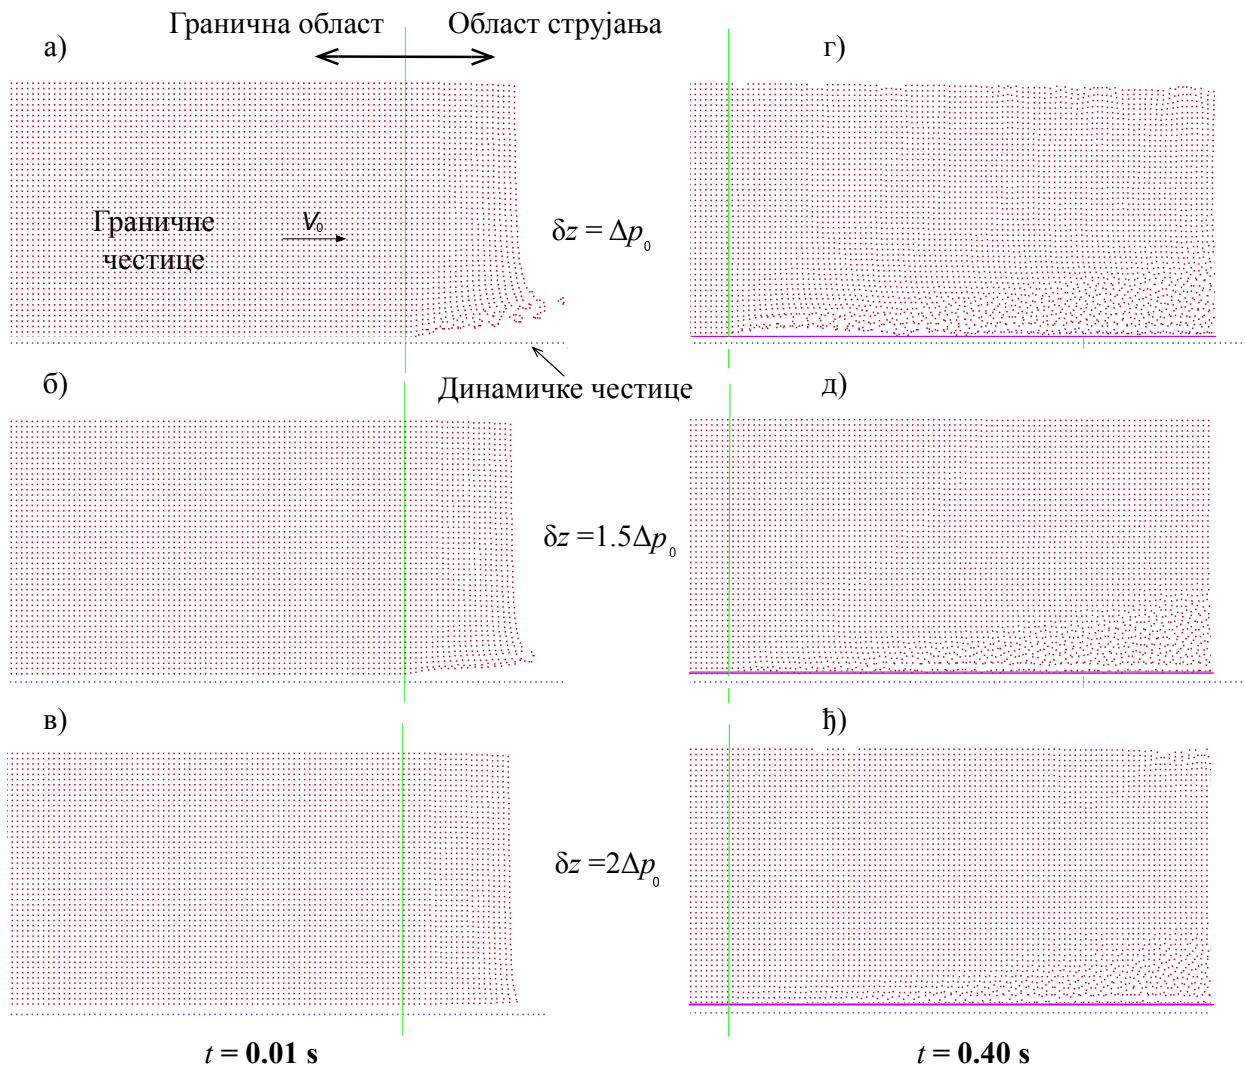 Гранична област
Област струјања
а)
г)
Граничне
честице
V₀
δz = Δp₀
Динамичке честице
б)
д)
δz =1.5Δp₀
в)
ђ)
δz =2Δp₀
t = 0.01 s
t = 0.40 s